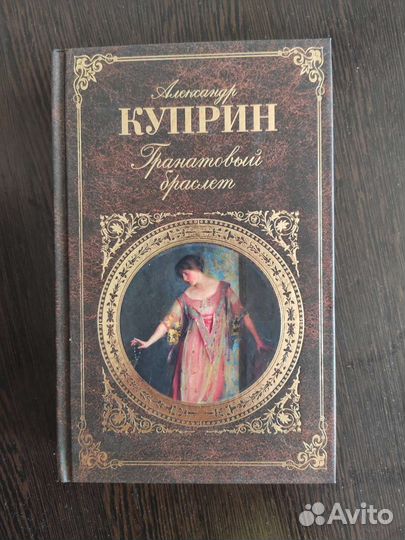 Александр
КУПРИН
Гранатовый
браслет
Avito